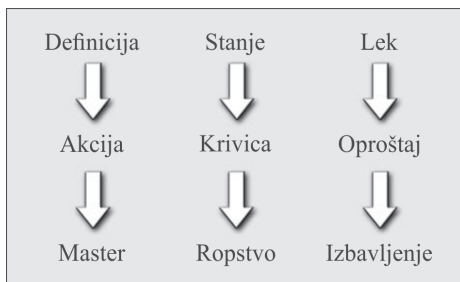 Definicija Stanje Lek
Akcija Krivica Oproštaj
Master Ropstvo Izbavljenje